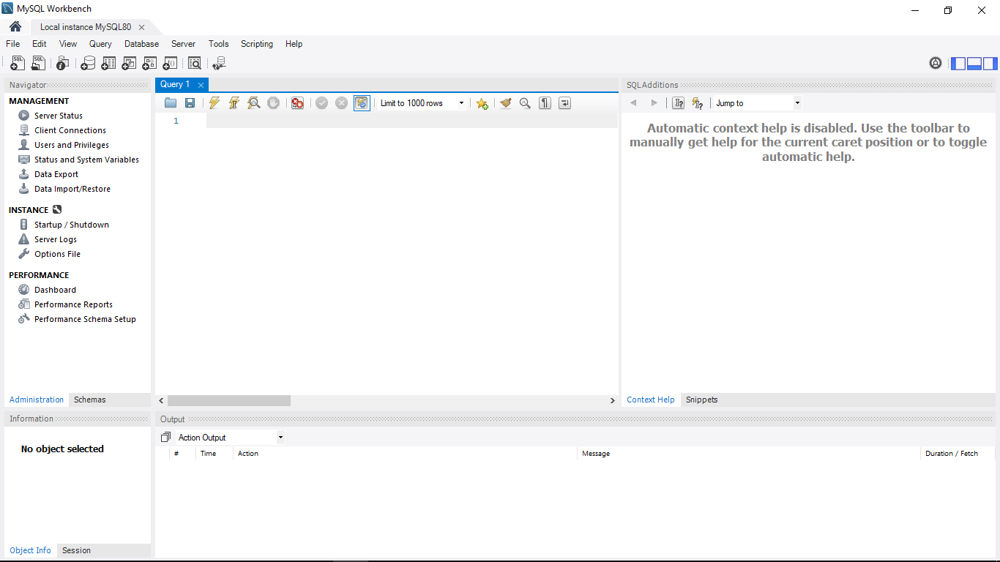 MySQL Workbench
Local instance MySQL80
File Edit View Query Database Server Tools Scripting Help
Navigator
MANAGEMENT
Server Status
Client Connections
Users and Privileges
Status and System Variables
Data Export
Data Import/Restore
INSTANCE
Startup / Shutdown
Server Logs
Options File
PERFORMANCE
Dashboard
Performance Reports
Performance Schema Setup
Administration Schemas
Query 1
Limit to 1000 rows
1
SQLAdditions
Jump to
Automatic context help is disabled. Use the toolbar to
manually get help for the current caret position or to toggle
automatic help.
Context Help Snippets
Information
No object selected
Object Info Session
Output
Action Output
# Time Action Message Duration / Fetch